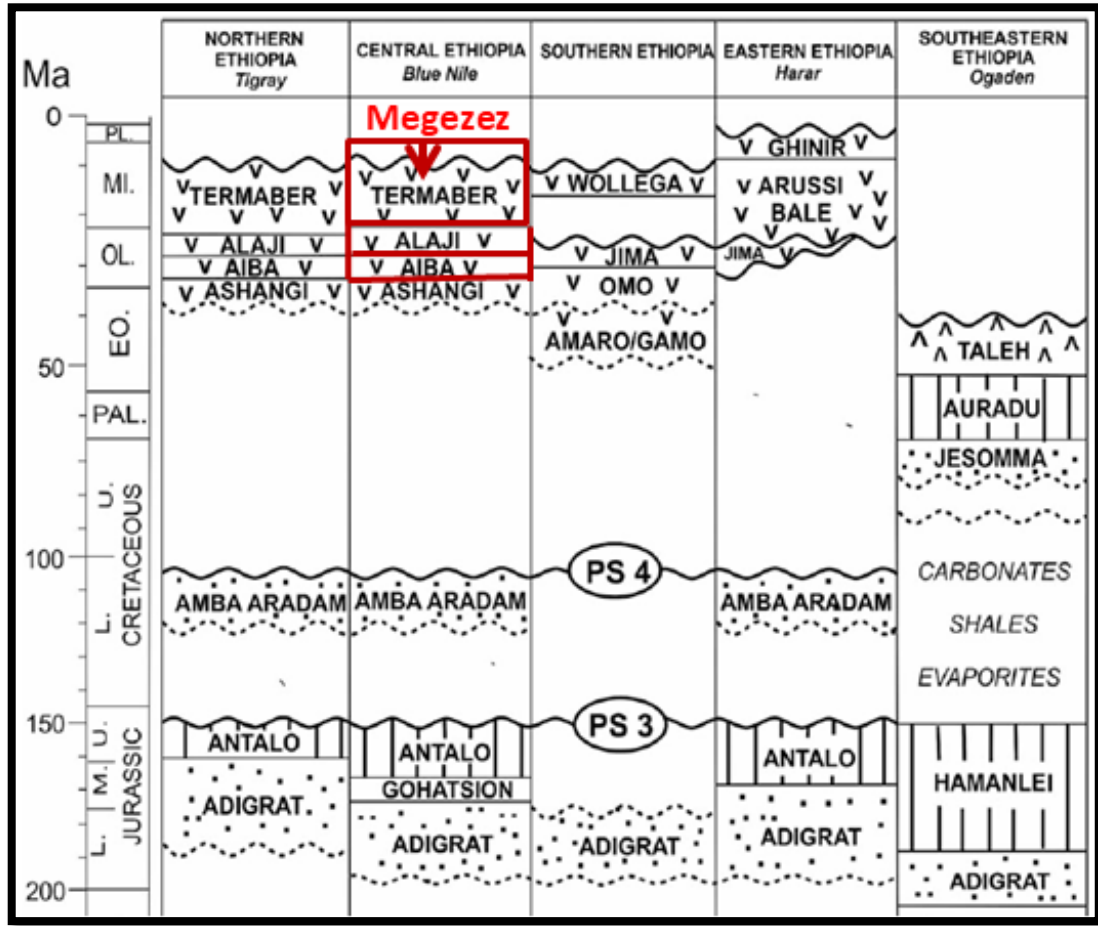 Ma
NORTHERN
ETHIOPIA
Tigray
CENTRAL ETHIOPIA
Blue Nile
SOUTHERN ETHIOPIA
EASTERN ETHIOPIA
Harar
SOUTHEASTERN
ETHIOPIA
Ogaden
0
50
100
150
200
PL.
MI.
OL.
EO.
PAL.
U.
L.
CRETACEOUS
U.
M.
L.
JURASSIC
TERMABER
ALAJI
AIBA
ASHANGI
AMBA ARADAM
ANTALO
ADIGRAT
Megezez
TERMABER
ALAJI
AIBA
ASHANGI
AMBA ARADAM
ANTALO
GOHATSION
ADIGRAT
WOLLEGA
JIMA
OMO
AMARO/GAMO
PS 4
PS 3
ADIGRAT
GHINIR
ARUSSI
BALE
JIMA
AMBA ARADAM
ANTALO
ADIGRAT
TALEH
AURADU
JESOMMA
CARBONATES
SHALES
EVAPORITES
HAMANLEI
ADIGRAT